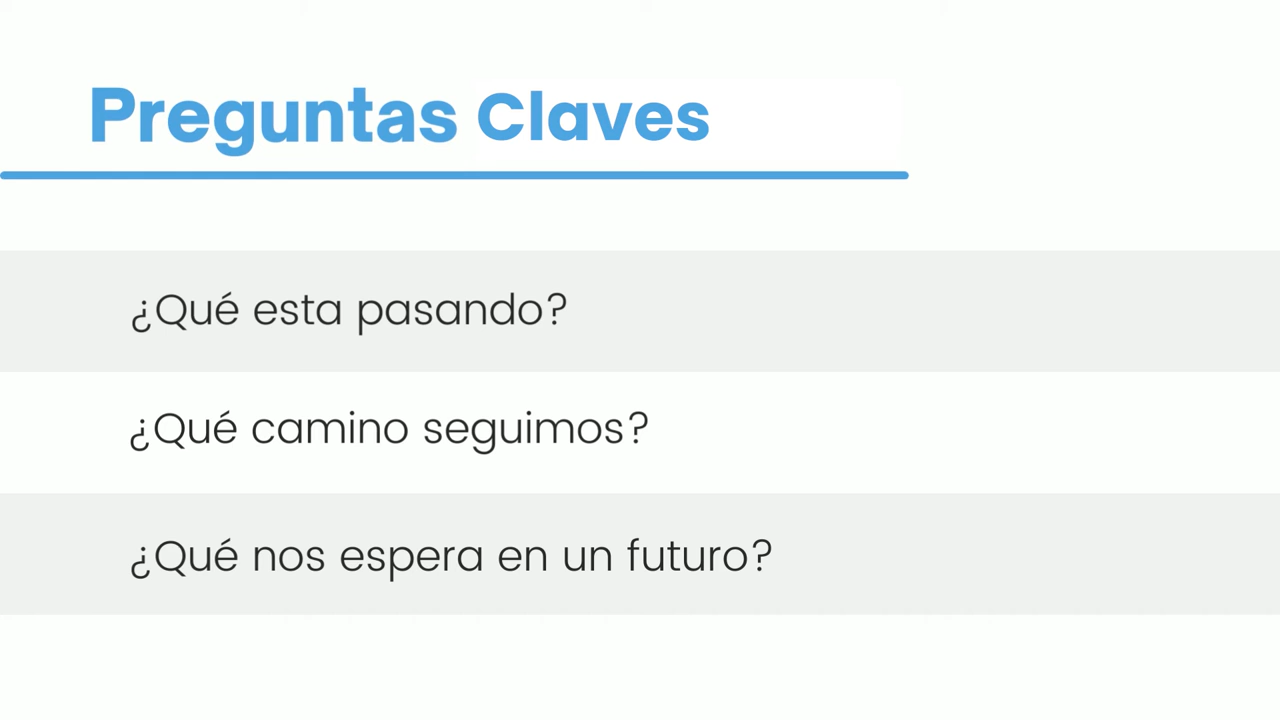 Preguntas Claves
¿Qué esta pasando?
¿Qué camino seguimos?
¿Qué nos espera en un futuro?